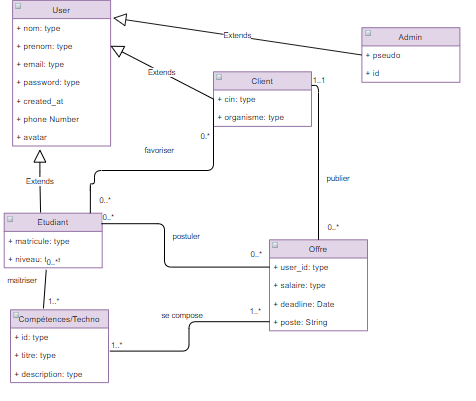 User
+ nom: type
+ prenom: type
+ email: type
+ password: type
+ created_at
+ phone Number
+ avatar
Extends
Admin
+ pseudo
+ id
Extends
Client
+ cin: type
+ organisme: type
1..1
0.*
favoriser
publier
Extends
0..*
0..*
Etudiant
+ matricule: type
+ niveau:
0..*
postuler
0..*
0..*
Offre
+ user_id: type
+ salaire: type
+ deadline: Date
+ poste; String
maitriser
1..*
se compose
1..*
Compétences/Techno
+ id: type
+ titre: type
+ description: type
1..*